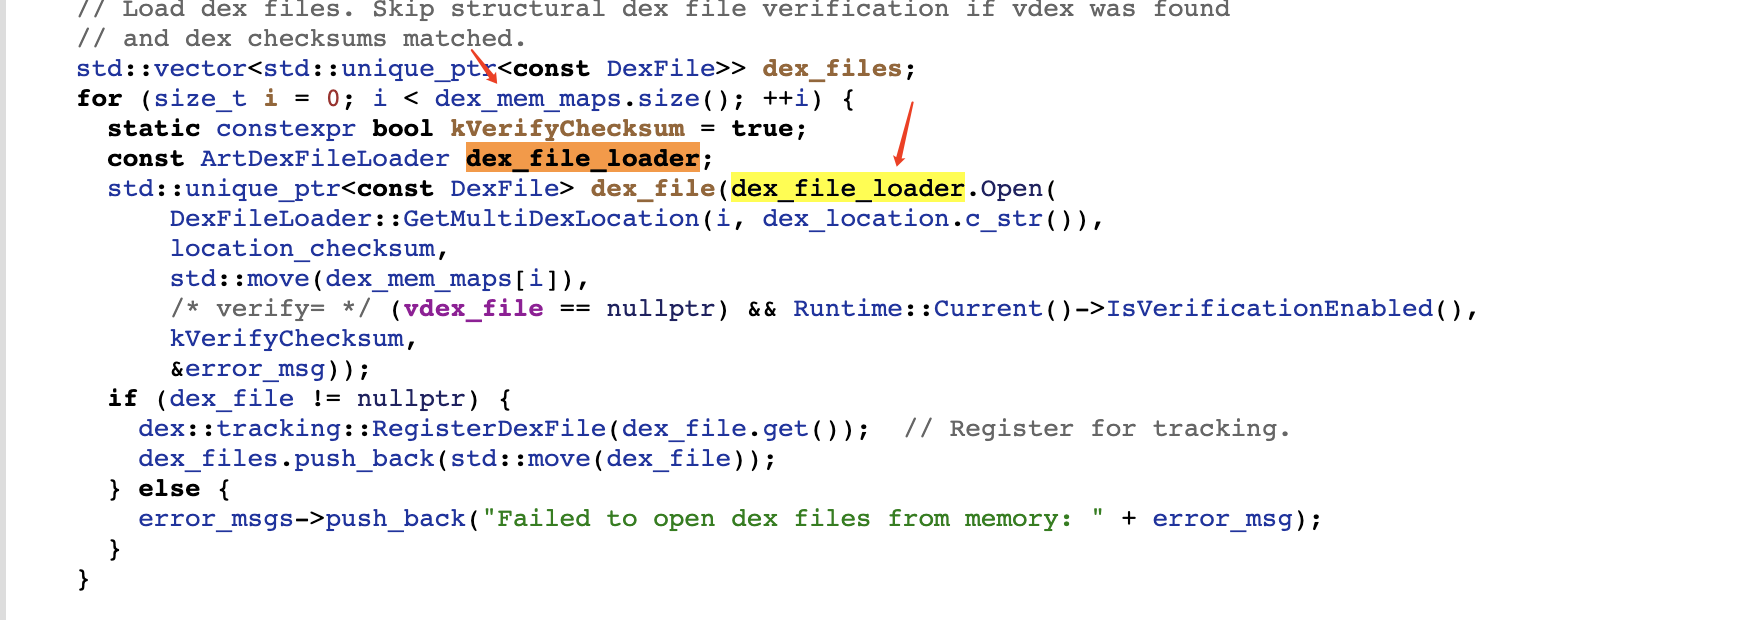 // Load dex files. Skip structural dex file verification if vdex was found
// and dex checksums matched.
std::vector<std::unique_ptr<const DexFile>> dex_files;
for (size_t i = 0; i < dex_mem_maps.size(); ++i) {
  static constexpr bool kVerifyChecksum = true;
  const ArtDexFileLoader dex_file_loader;
  std::unique_ptr<const DexFile> dex_file(dex_file_loader.Open(
      DexFileLoader::GetMultiDexLocation(i, dex_location.c_str()),
      location_checksum,
      std::move(dex_mem_maps[i]),
      /* verify= */ (vdex_file == nullptr) && Runtime::Current()->IsVerificationEnabled(),
      kVerifyChecksum,
      &error_msg));
  if (dex_file != nullptr) {
    dex::tracking::RegisterDexFile(dex_file.get());  // Register for tracking.
    dex_files.push_back(std::move(dex_file));
  } else {
    error_msgs->push_back("Failed to open dex files from memory: " + error_msg);
  }
}